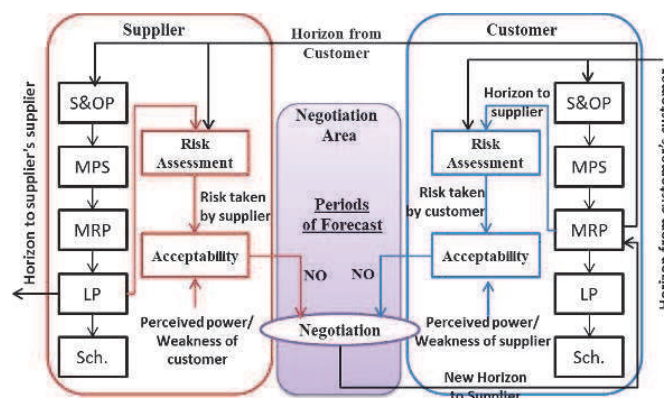 Supplier
Horizon from
Customer
Customer
S&OP
MPS
MRP
LP
Sch.
Horizon to supplier's supplier
Risk
Assessment
Risk taken
by supplier
Acceptability
Perceived power/
Weakness of
customer
Negotiation
Area
Periods
of Forecast
NO
NO
Negotiation
Horizon to
supplier
Risk
Assessment
Risk taken
by customer
Acceptability
Perceived power/
Weakness of supplier
S&OP
MPS
MRP
LP
Sch.
Horizon from customer's customer
New Horizon
to Supplier